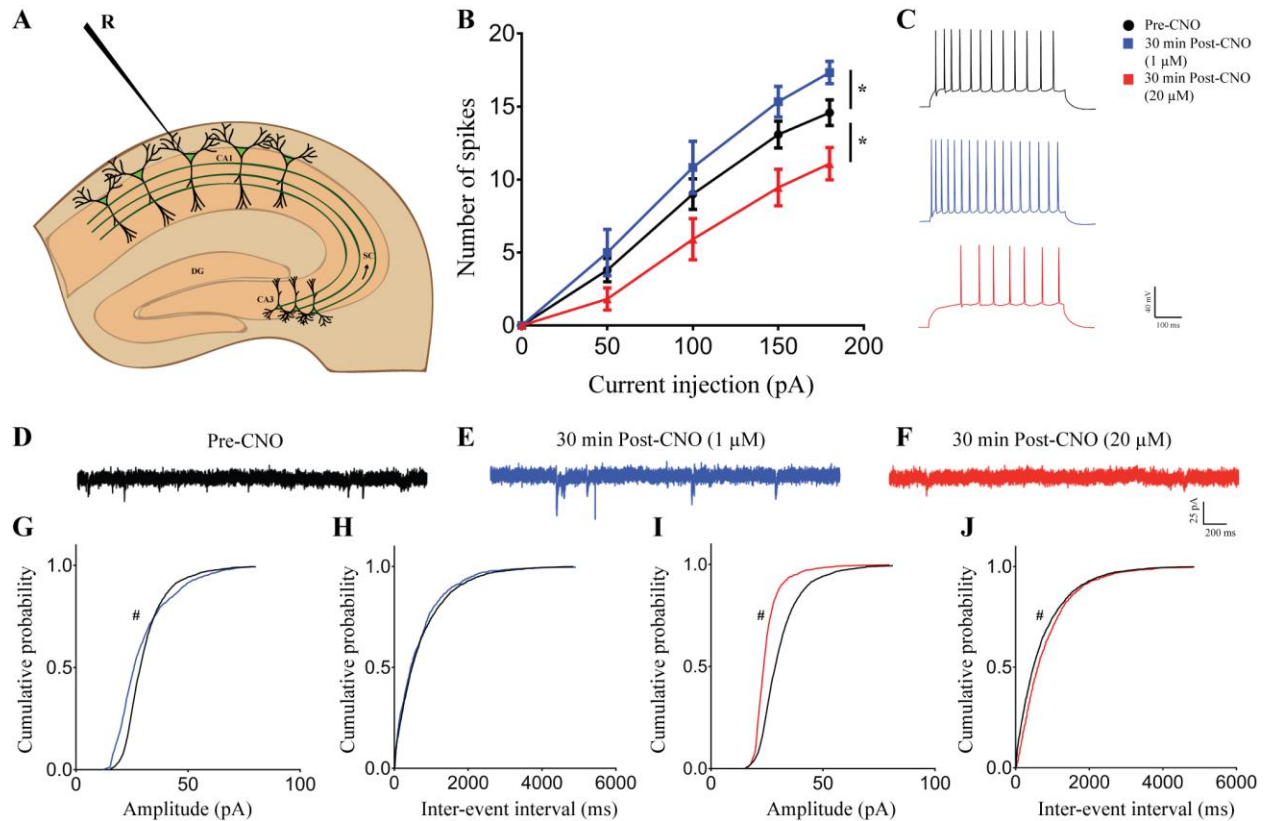 A
R
CA1
DG
SC
CA3
B
Number of spikes
20
15
10
5
0
0
50
100
150
200
Current injection (pA)
*
*
C
Pre-CNO
30 min Post-CNO
(1 µM)
30 min Post-CNO
(20 µM)
40 mV
100 ms
D
Pre-CNO
E
30 min Post-CNO (1 µM)
F
30 min Post-CNO (20 µM)
25 pA
200 ms
G
Cumulative probability
1.0
0.5
0.0
#
0
50
100
Amplitude (pA)
H
Cumulative probability
1.0
0.5
0.0
0
2000
4000
6000
Inter-event interval (ms)
I
Cumulative probability
1.0
0.5
0.0
#
0
50
100
Amplitude (pA)
J
Cumulative probability
1.0
0.5
0.0
#
0
2000
4000
6000
Inter-event interval (ms)